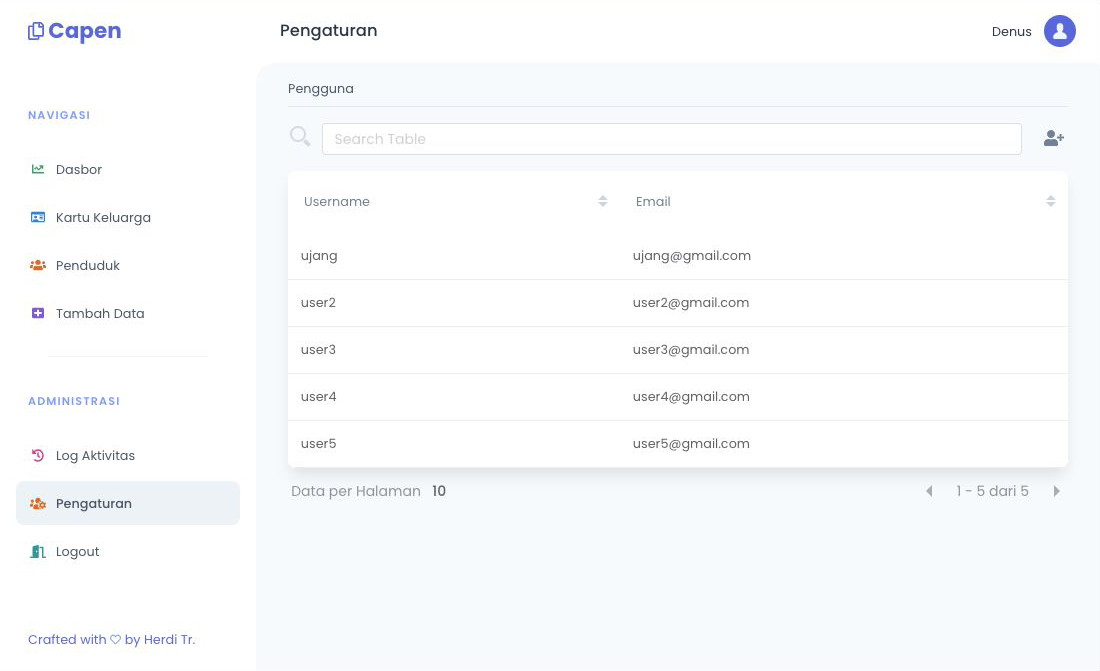 Capen
Pengaturan
Denus
NAVIGASI
Dasbor
Kartu Keluarga
Penduduk
Tambah Data
ADMINISTRASI
Log Aktivitas
Pengaturan
Logout
Crafted with ♡ by Herdi Tr.
Pengguna
Search Table
Username Email
ujang ujang@gmail.com
user2 user2@gmail.com
user3 user3@gmail.com
user4 user4@gmail.com
user5 user5@gmail.com
Data per Halaman 10 1 - 5 dari 5